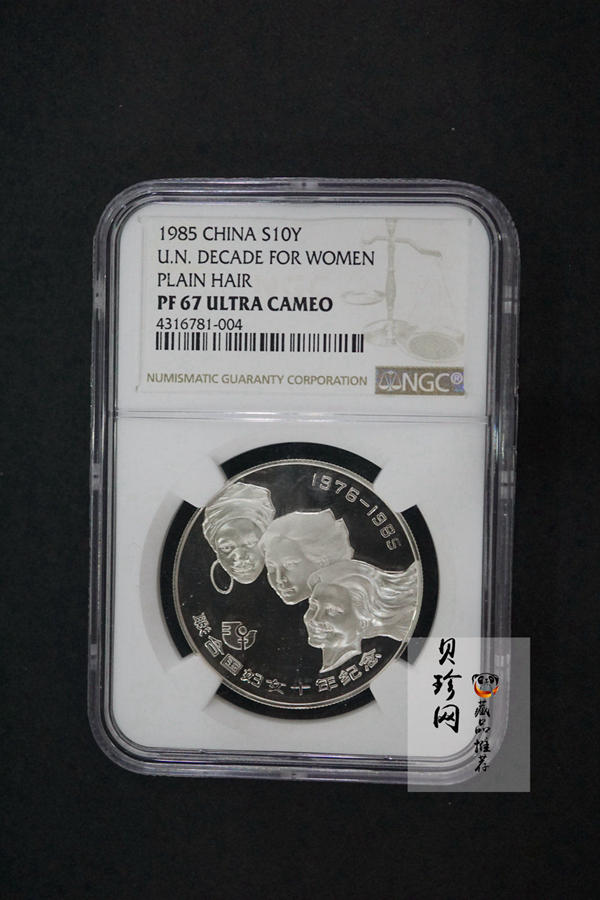 1985 CHINA S10Y
U.N. DECADE FOR WOMEN
PLAIN HAIR
PF 67 ULTRA CAMEO
4316781-004
NUMISMATIC GUARANTY CORPORATION
NGC®
1976-1985
联合国妇女十年纪念
贝珍网
藏品推荐